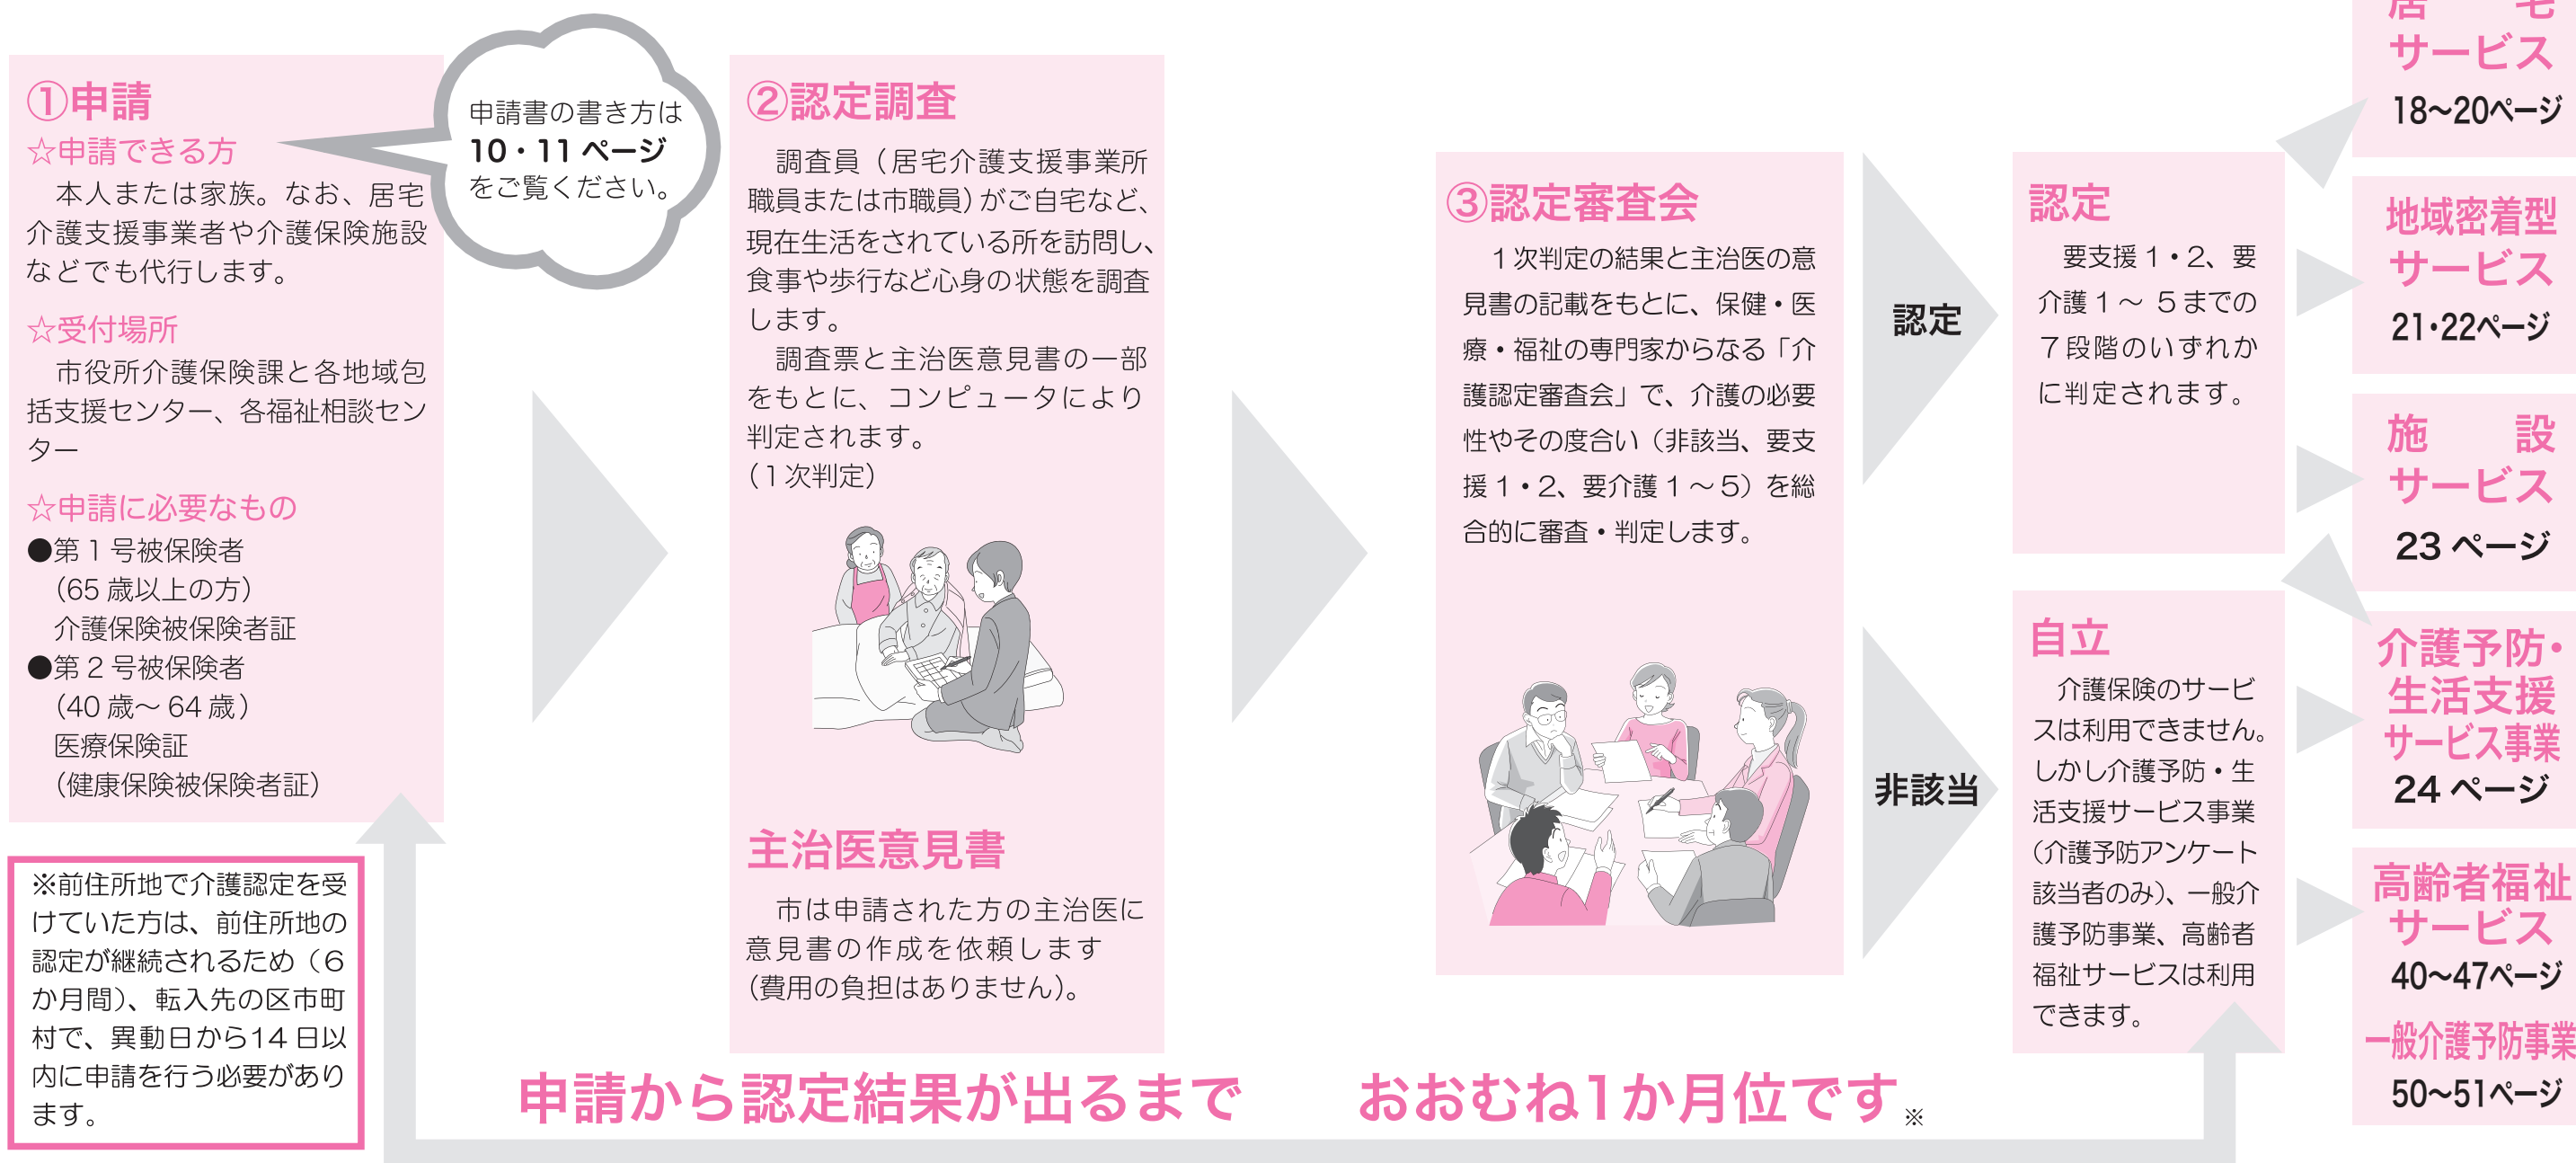 ①申請
☆申請できる方
本人または家族。なお、居宅
介護支援事業者や介護保険施設
などでも代行します。
☆受付場所
市役所介護保険課と各地域包
括支援センター、各福祉相談セン
ター
☆申請に必要なもの
●第1号被保険者
(65歳以上の方)
介護保険被保険者証
●第2号被保険者
(40歳〜64歳)
医療保険証
(健康保険被保険者証)
申請書の書き方は
10・11ページ
をご覧ください。
※前住所地で介護認定を受
けていた方は、前住所地の
認定が継続されるため(6
か月間)、転入先の区市町
村で、異動日から14日以
内に申請を行う必要があり
ます。
②認定調査
調査員(居宅介護支援事業所
職員または市職員)がご自宅など、
現在生活をされている所を訪問し、
食事や歩行など心身の状態を調査
します。
調査票と主治医意見書の一部
をもとに、コンピュータにより
判定されます。
(1次判定)
主治医意見書
市は申請された方の主治医に
意見書の作成を依頼します
(費用の負担はありません)。
③認定審査会
1次判定の結果と主治医の意
見書の記載をもとに、保健・医
療・福祉の専門家からなる「介
護認定審査会」で、介護の必要
性やその度合い(非該当、要支
援1・2、要介護1〜5)を総
合的に審査・判定します。
認定
非該当
認定
要支援1・2、要
介護1〜5までの
7段階のいずれか
に判定されます。
自立
介護保険のサービ
スは利用できません。
しかし介護予防・生
活支援サービス事業
(介護予防アンケート
該当者のみ)、一般介
護予防事業、高齢者
福祉サービスは利用
できます。
居宅
サービス
18〜20ページ
地域密着型
サービス
21・22ページ
施設
サービス
23ページ
介護予防・
生活支援
サービス事業
24ページ
高齢者福祉
サービス
40〜47ページ
一般介護予防事業
50〜51ページ
申請から認定結果が出るまで おおむね1か月位です※